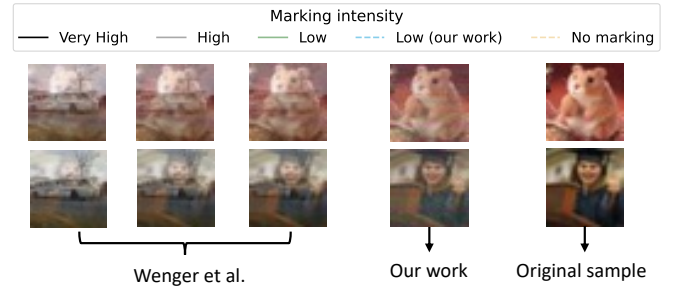 Marking intensity
Very High High Low Low (our work) No marking
Wenger et al. Our work Original sample